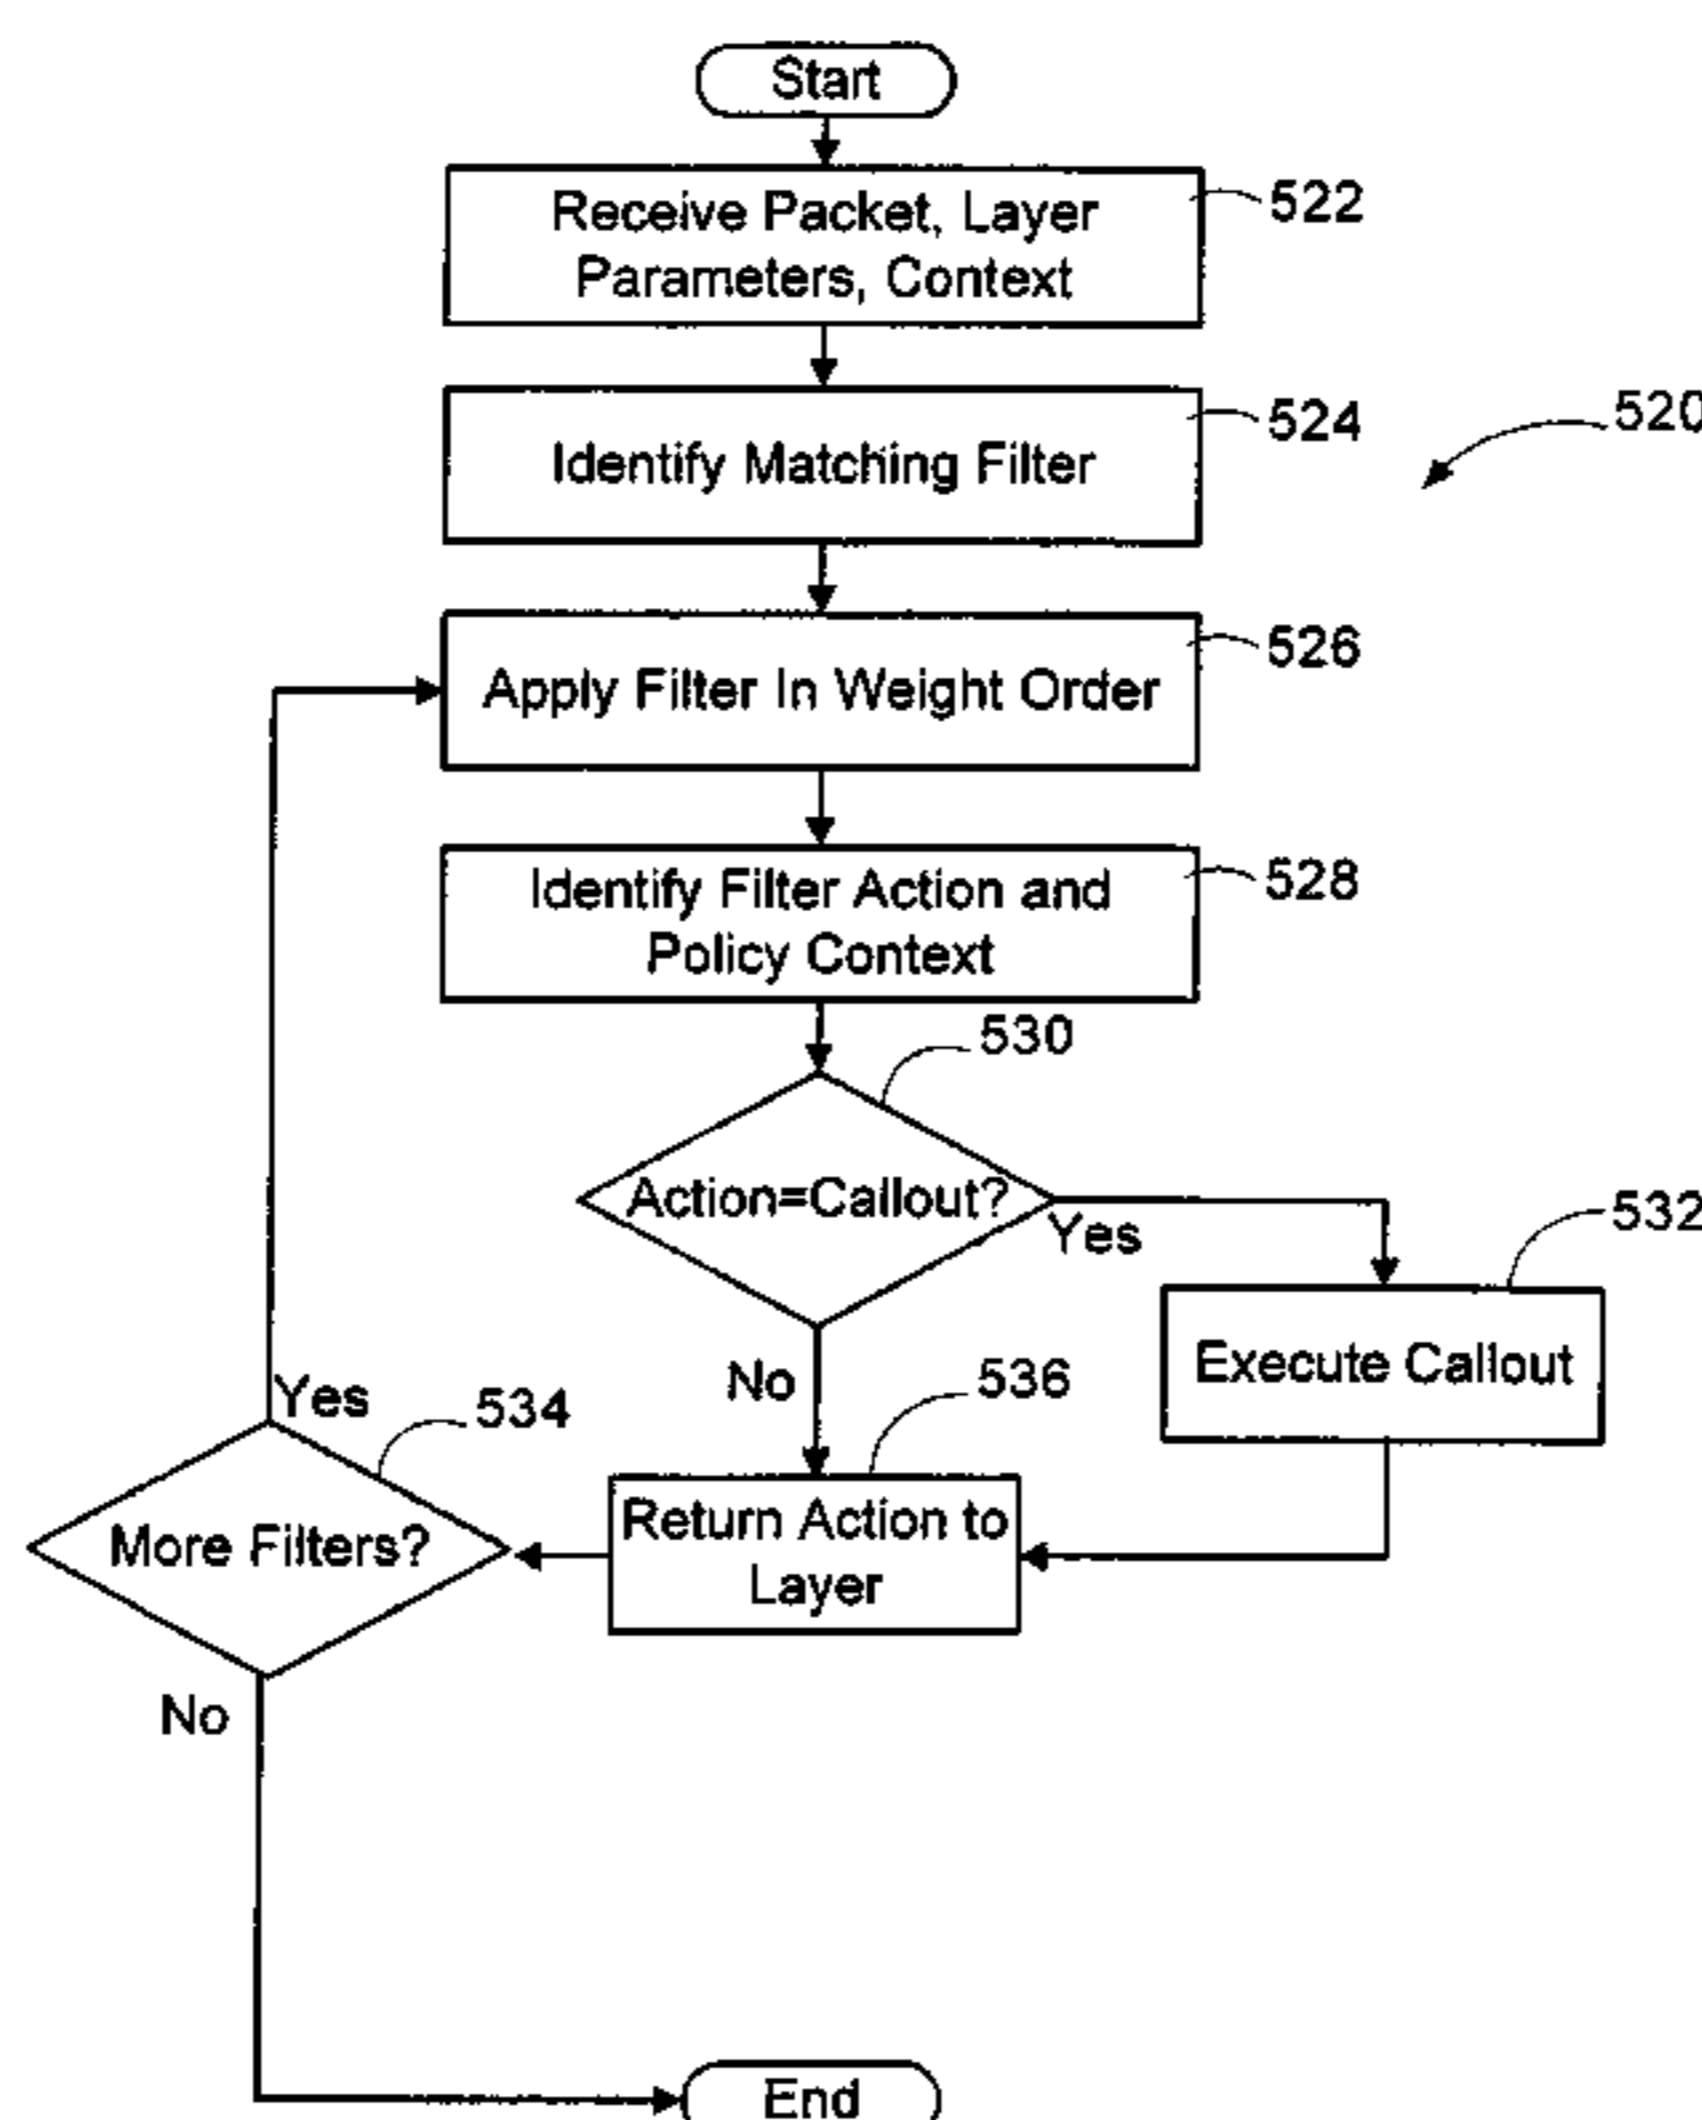 Start
Receive Packet, Layer
Parameters, Context
522
Identify Matching Filter
524
520
Apply Filter In Weight Order
526
Identify Filter Action and
Policy Context
528
530
Action=Callout?
Yes
532
Execute Callout
No
536
Return Action to
Layer
Yes
534
More Filters?
No
End